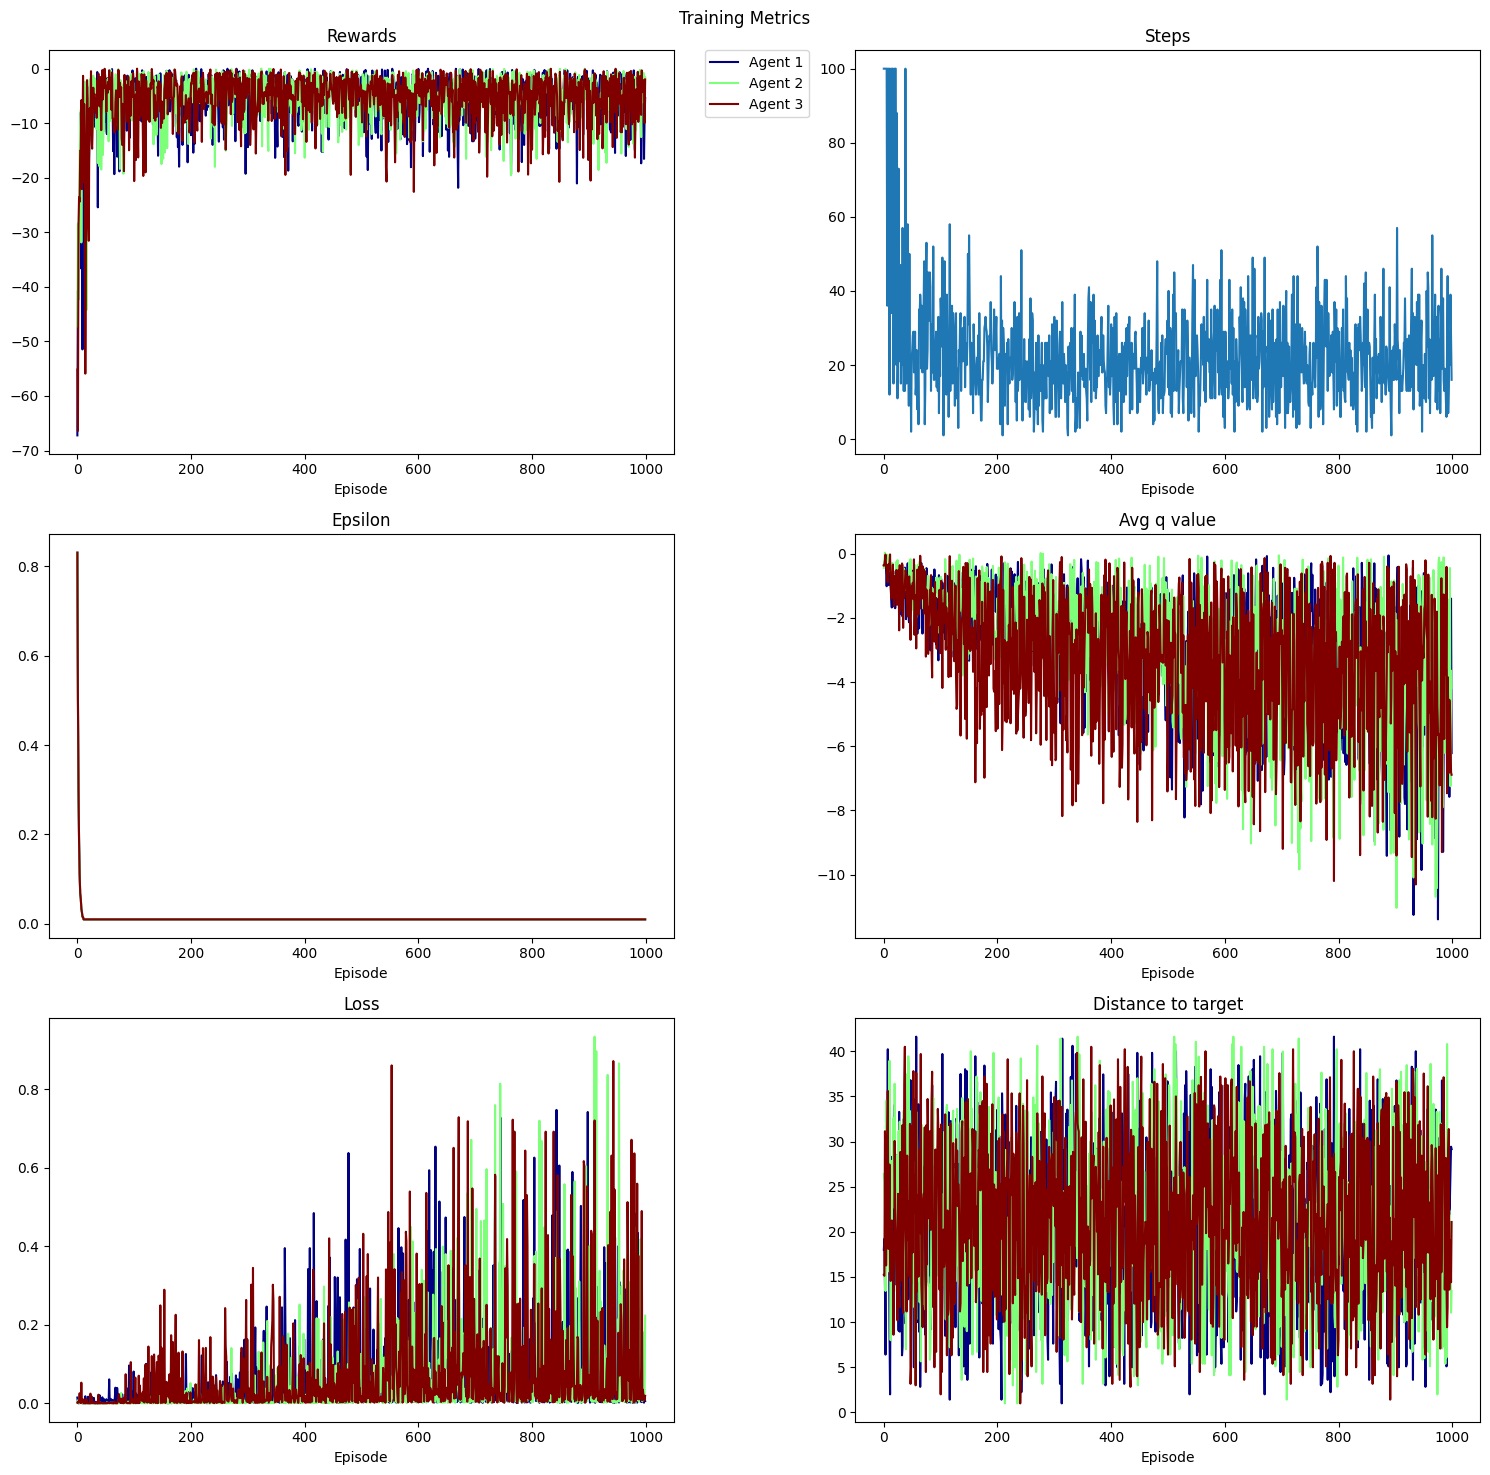 Training Metrics
Rewards
0
−10
−20
−30
−40
−50
−60
−70
0 200 400 600 800 1000
Episode
Agent 1
Agent 2
Agent 3
Steps
100
80
60
40
20
0
0 200 400 600 800 1000
Episode
Epsilon
0.8
0.6
0.4
0.2
0.0
0 200 400 600 800 1000
Episode
Avg q value
0
−2
−4
−6
−8
−10
0 200 400 600 800 1000
Episode
Loss
0.8
0.6
0.4
0.2
0.0
0 200 400 600 800 1000
Episode
Distance to target
40
35
30
25
20
15
10
5
0
0 200 400 600 800 1000
Episode